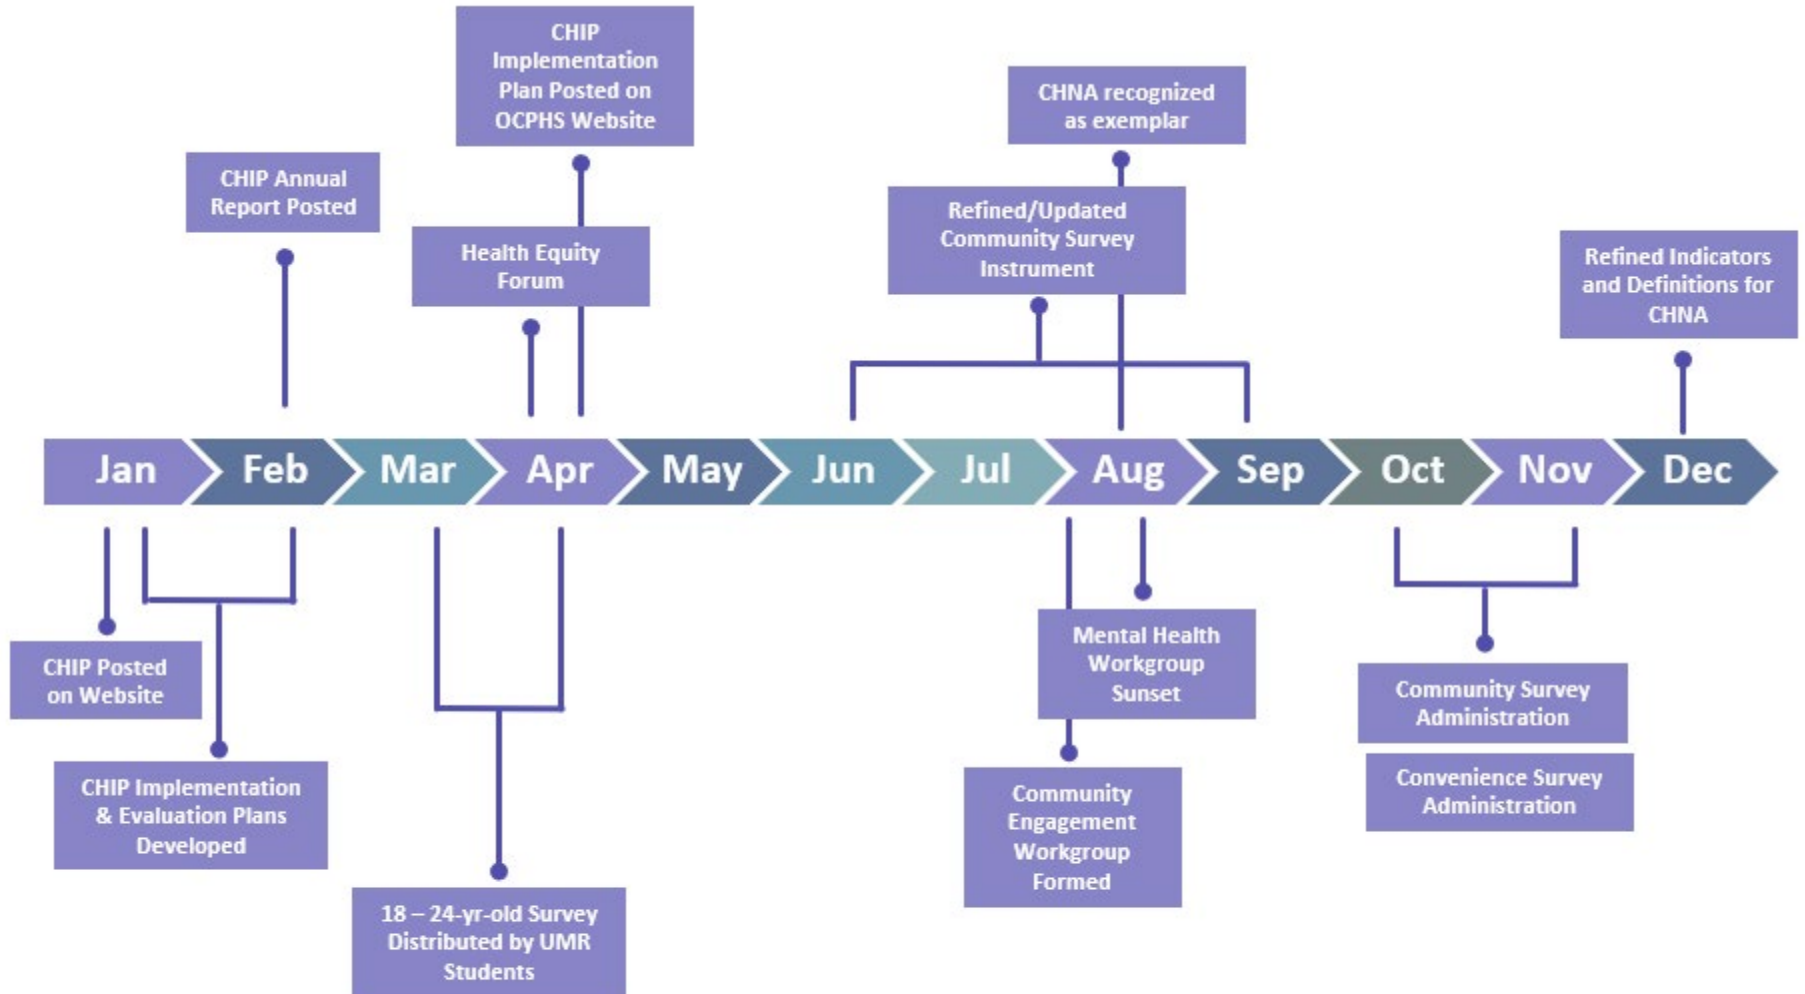 CHIP
Implementation
Plan Posted on
OCPHS Website
CHNA recognized
as exemplar
CHIP Annual
Report Posted
Refined/Updated
Community Survey
Instrument
Health Equity
Forum
Refined Indicators
and Definitions for
CHNA
Jan
Feb
Mar
Apr
May
Jun
Jul
Aug
Sep
Oct
Nov
Dec
CHIP Posted
on Website
CHIP Implementation
& Evaluation Plans
Developed
18 – 24-yr-old Survey
Distributed by UMR
Students
Mental Health
Workgroup
Sunset
Community
Engagement
Workgroup
Formed
Community Survey
Administration
Convenience Survey
Administration